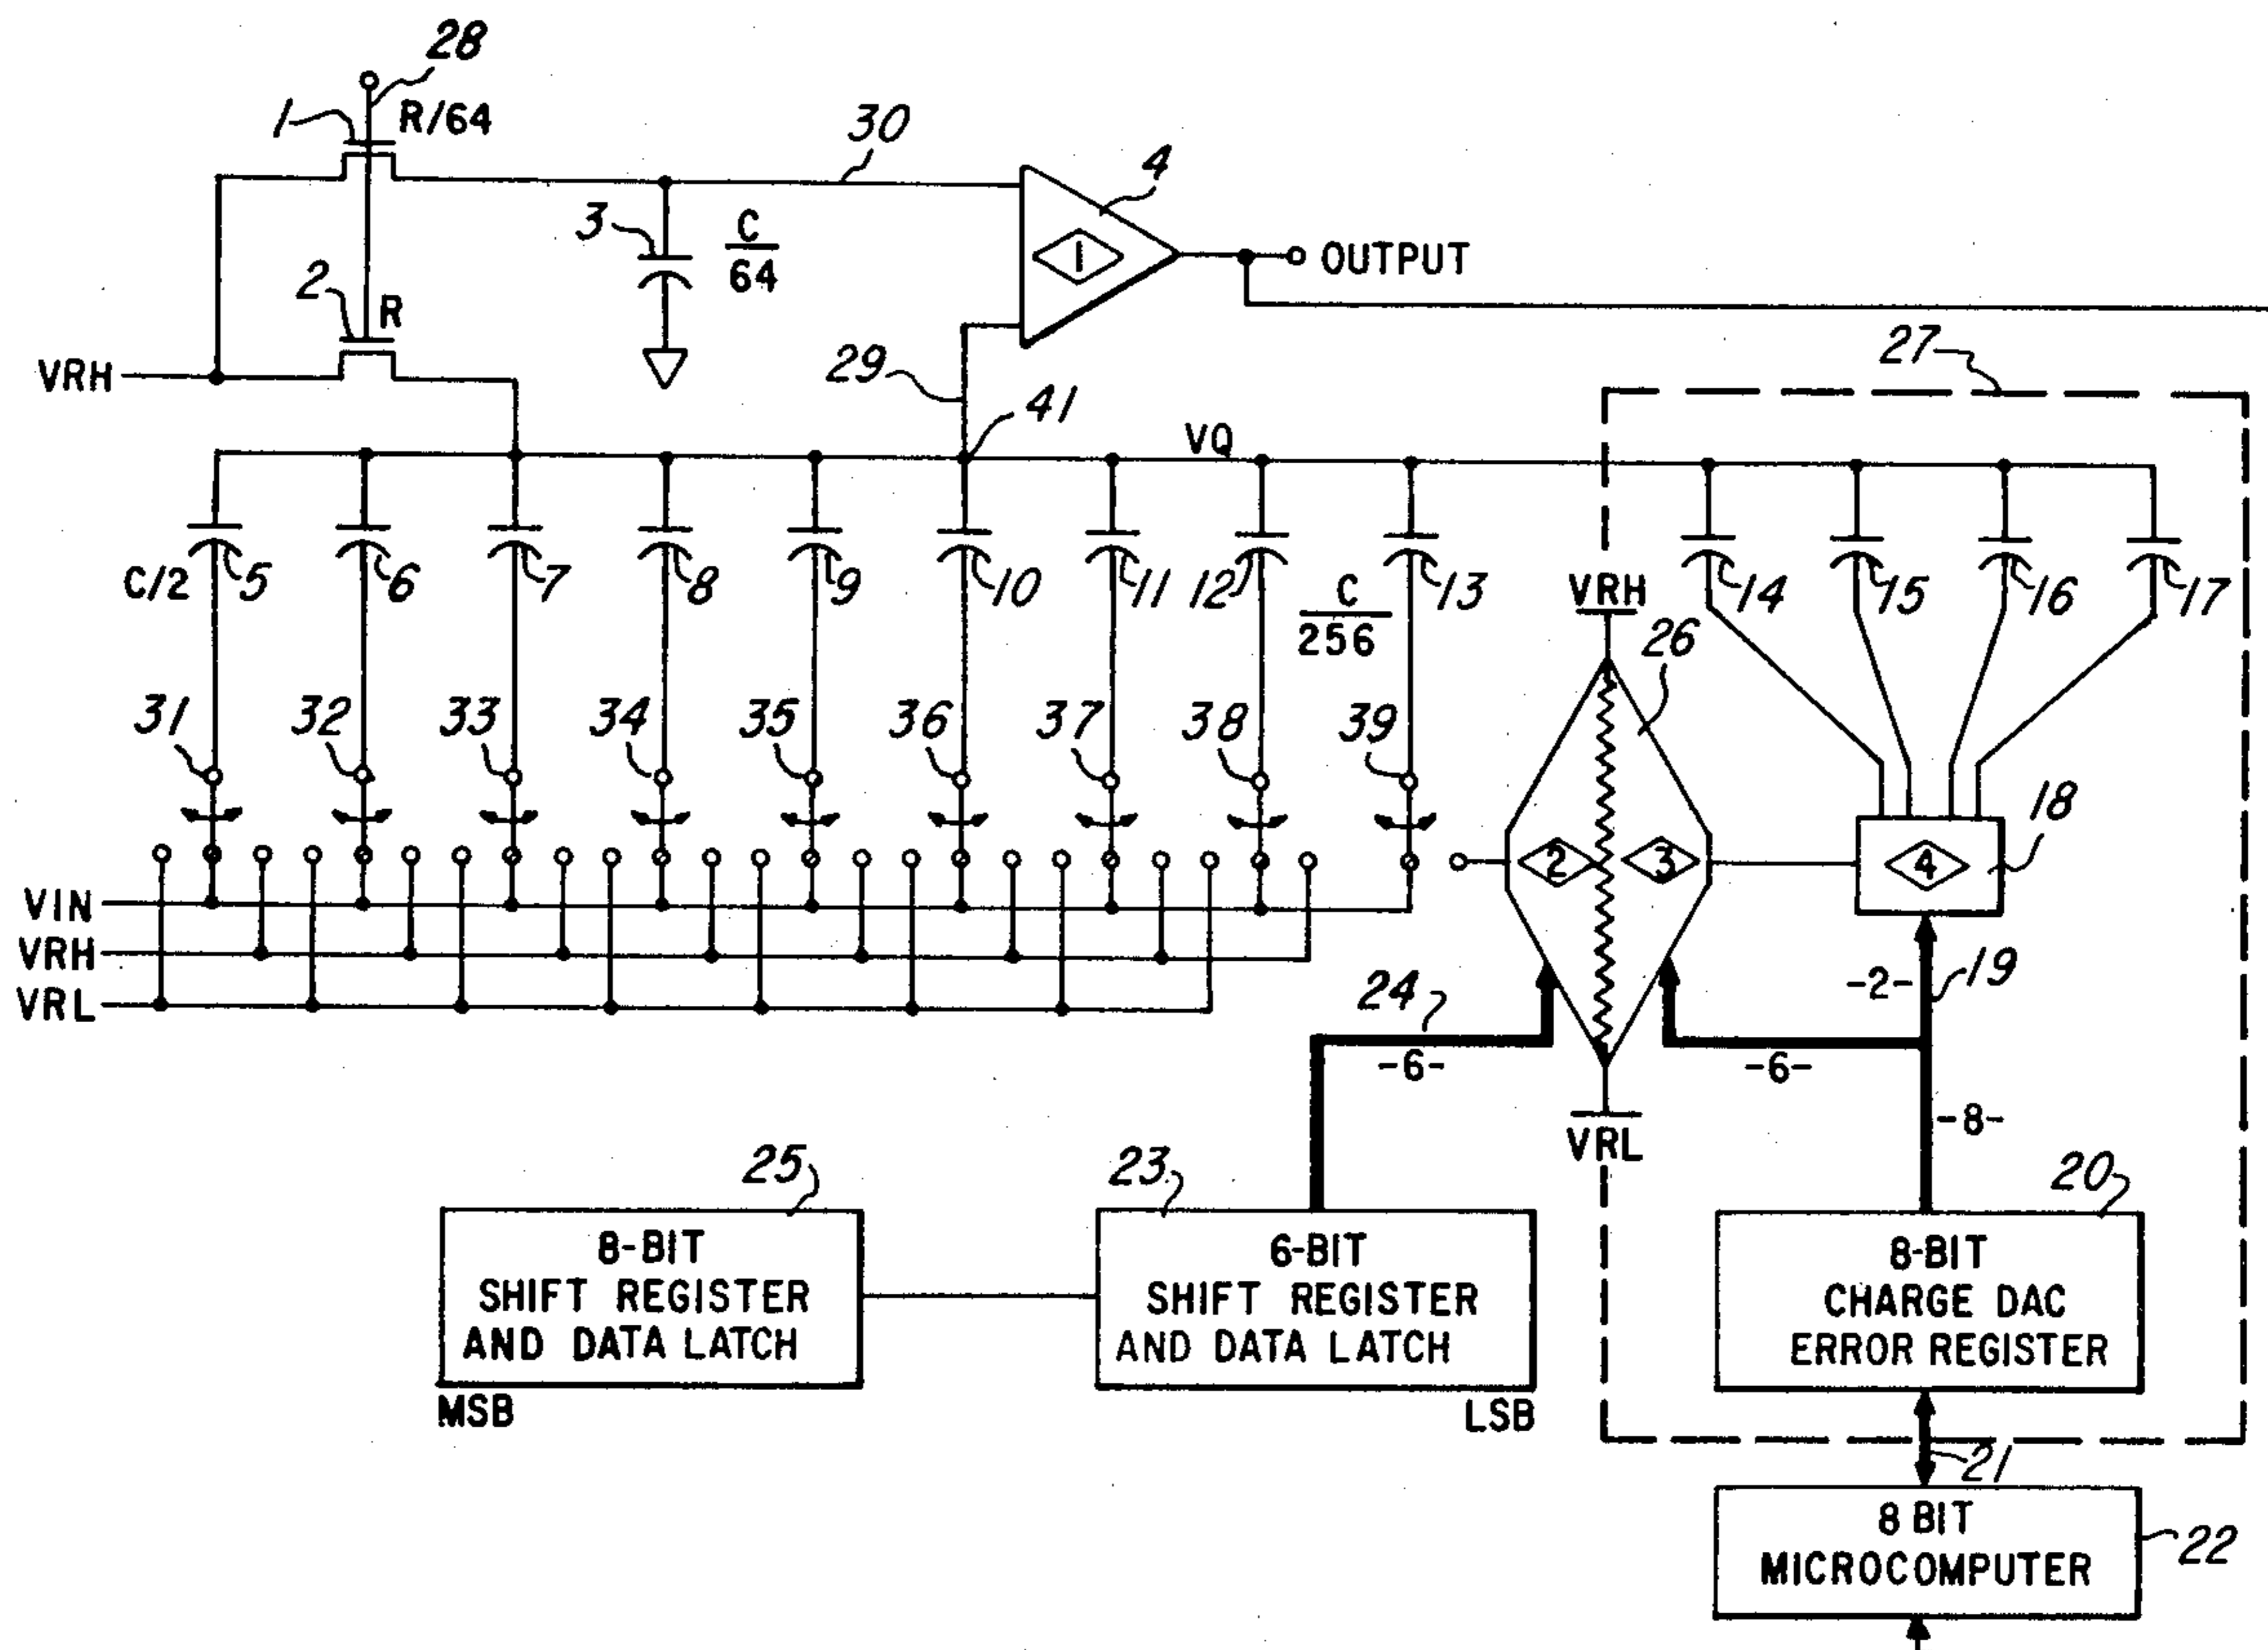 28
1
R/64
30
4
3
C
64
1
OUTPUT
2
R
27
VRH
29
41
VQ
C/2
5
6
7
8
9
10
11
12
C
256
13
VRH
26
14
15
16
17
31
32
33
34
35
36
37
38
39
18
2
3
4
VIN
VRH
VRL
24
-2-
19
-6-
-6-
-8-
VRL
25
23
20
8-BIT
SHIFT REGISTER
AND DATA LATCH
6-BIT
SHIFT REGISTER
AND DATA LATCH
8-BIT
CHARGE DAC
ERROR REGISTER
MSB
LSB
21
8 BIT
MICROCOMPUTER
22